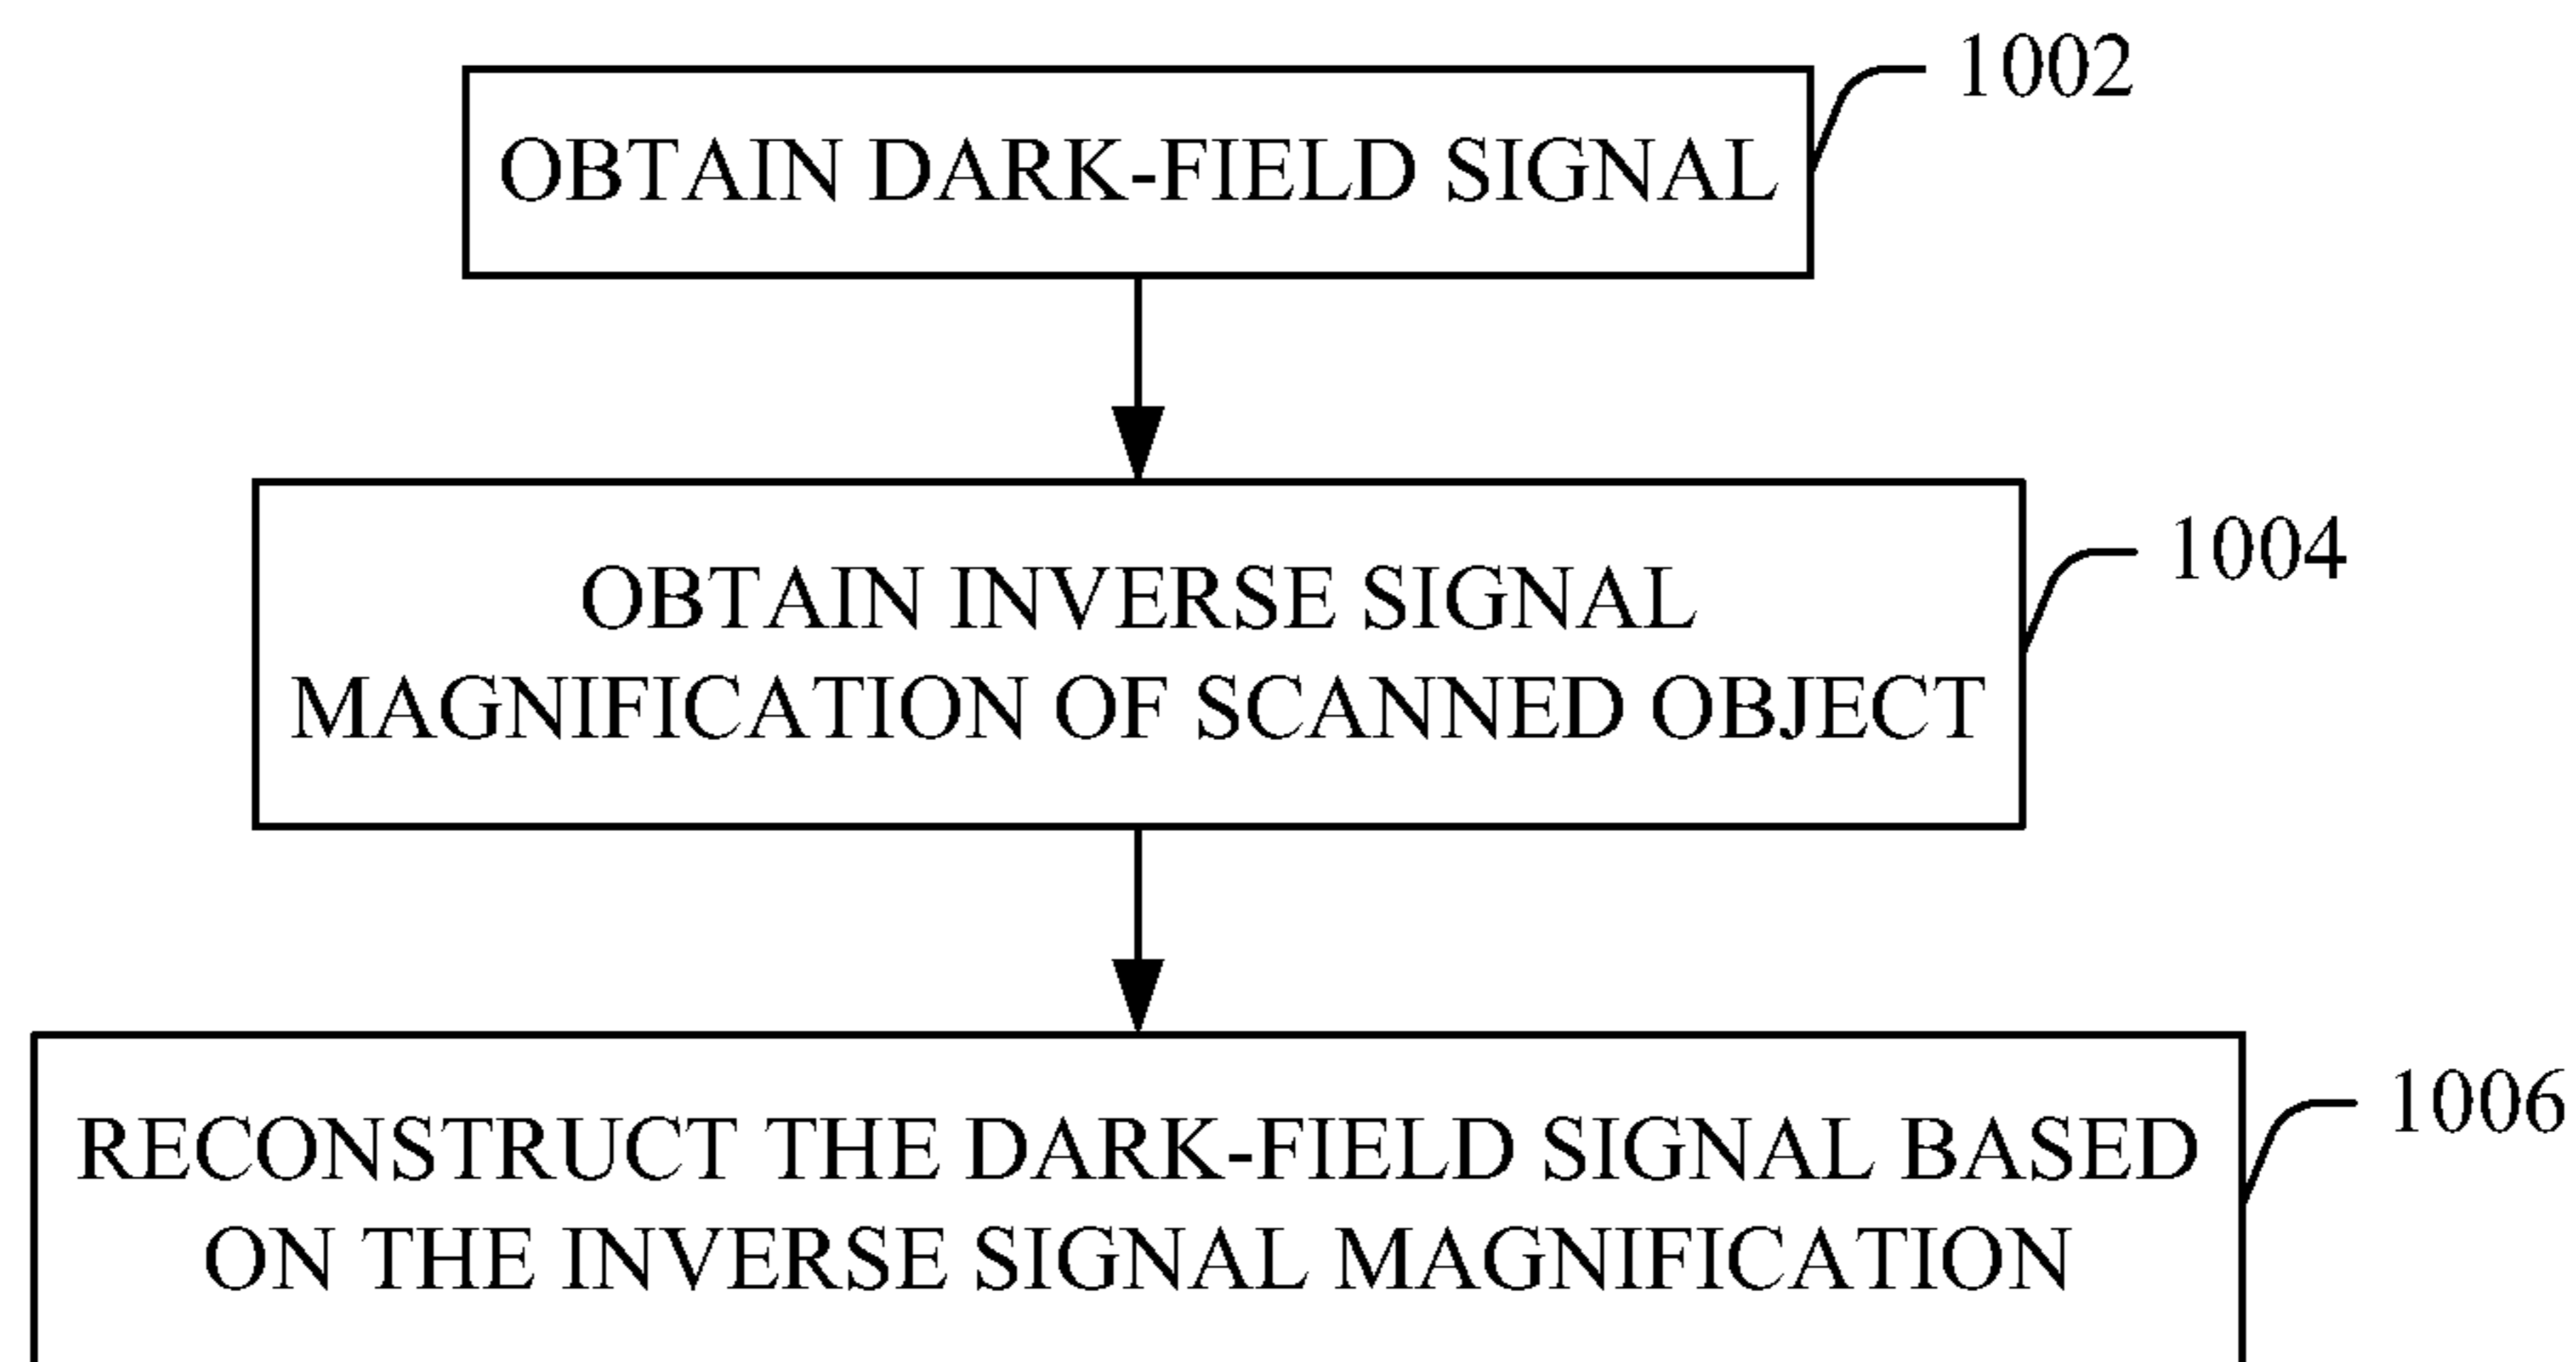 1002
OBTAIN DARK-FIELD SIGNAL
1004
OBTAIN INVERSE SIGNAL
MAGNIFICATION OF SCANNED OBJECT
1006
RECONSTRUCT THE DARK-FIELD SIGNAL BASED
ON THE INVERSE SIGNAL MAGNIFICATION